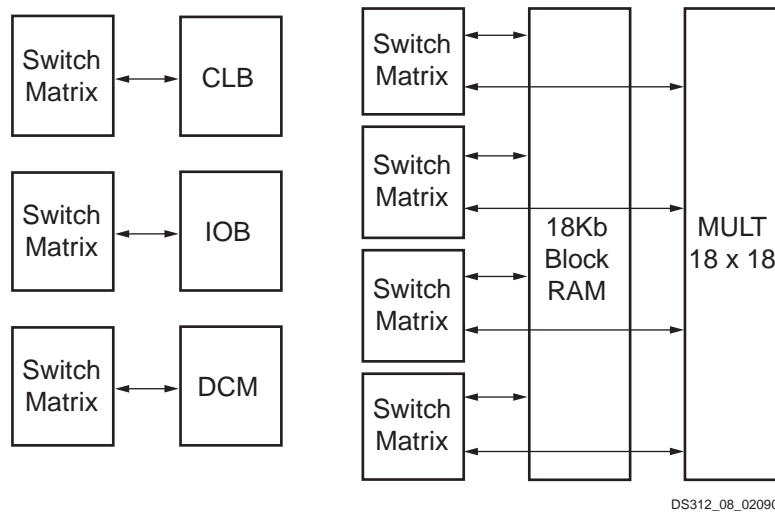 Switch
Matrix
CLB
Switch
Matrix
IOB
Switch
Matrix
DCM
Switch
Matrix
Switch
Matrix
Switch
Matrix
Switch
Matrix
18Kb
Block
RAM
MULT
18 x 18
DS312_08_02090